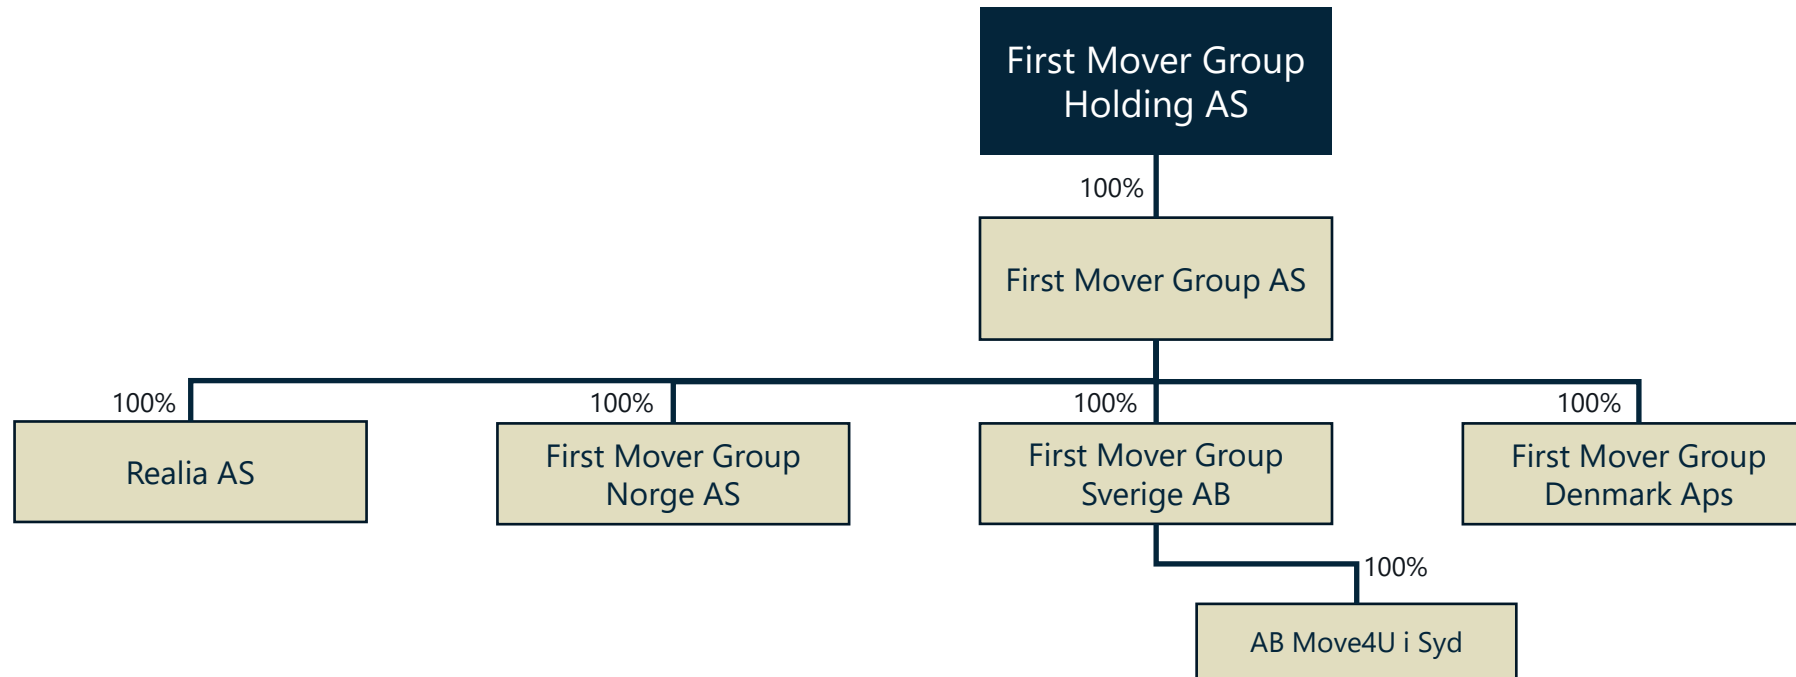 First Mover Group
Holding AS
100%
First Mover Group AS
100%
100%
100%
100%
Realia AS
First Mover Group
Norge AS
First Mover Group
Sverige AB
First Mover Group
Denmark Aps
100%
AB Move4U i Syd